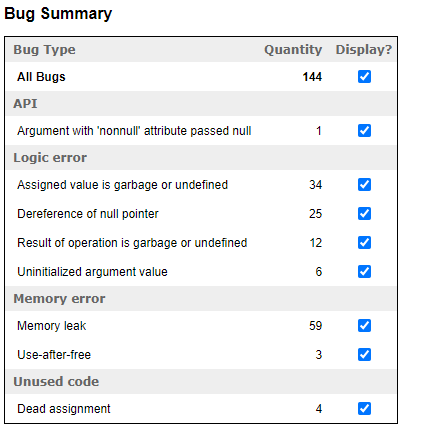 Bug Summary
Bug Type Quantity Display?
All Bugs 144
API
Argument with 'nonnull' attribute passed null 1
Logic error
Assigned value is garbage or undefined 34
Dereference of null pointer 25
Result of operation is garbage or undefined 12
Uninitialized argument value 6
Memory error
Memory leak 59
Use-after-free 3
Unused code
Dead assignment 4